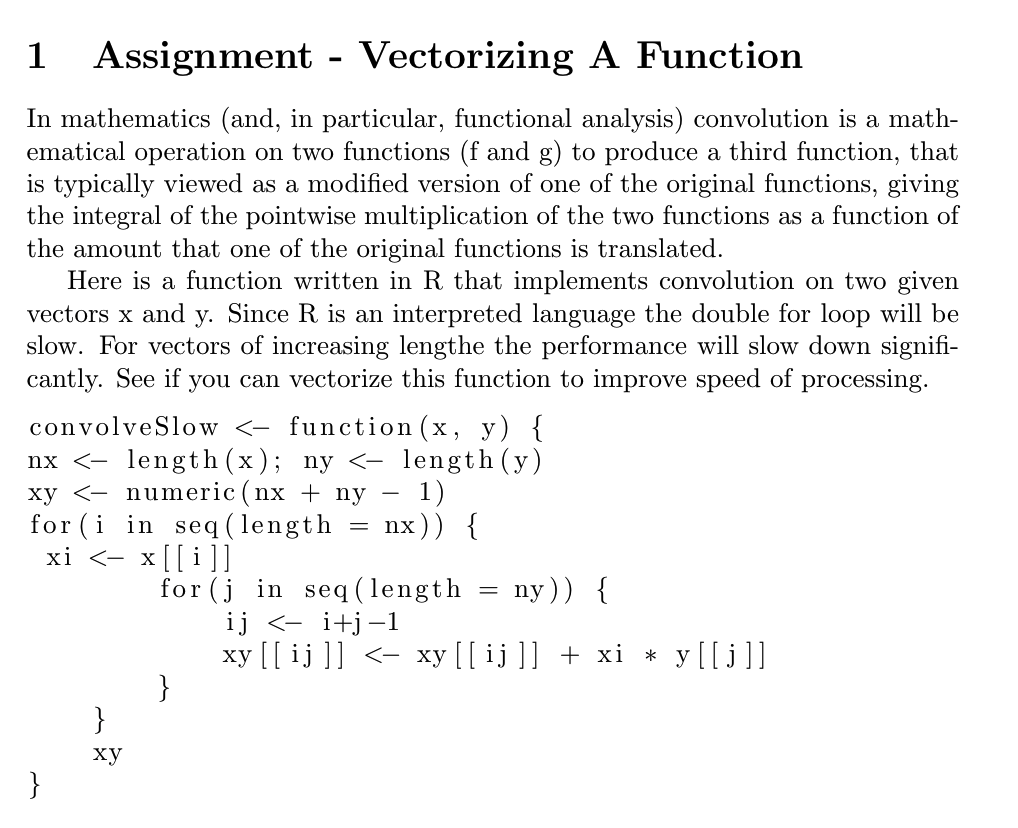 1 Assignment - Vectorizing A Function
In mathematics (and, in particular, functional analysis) convolution is a math-
ematical operation on two functions (f and g) to produce a third function, that
is typically viewed as a modified version of one of the original functions, giving
the integral of the pointwise multiplication of the two functions as a function of
the amount that one of the original functions is translated.
Here is a function written in R that implements convolution on two given
vectors x and y. Since R is an interpreted language the double for loop will be
slow. For vectors of increasing lengthe the performance will slow down signifi-
cantly. See if you can vectorize this function to improve speed of processing.
convolveSlow <- function(x, y) {
nx <- length(x); ny <- length(y)
xy <- numeric(nx + ny - 1)
for(i in seq(length = nx)) {
xi <- x[[i]]
for(j in seq(length = ny)) {
ij <- i+j-1
xy[[ij]] <- xy[[ij]] + xi * y[[j]]
}
}
xy
}